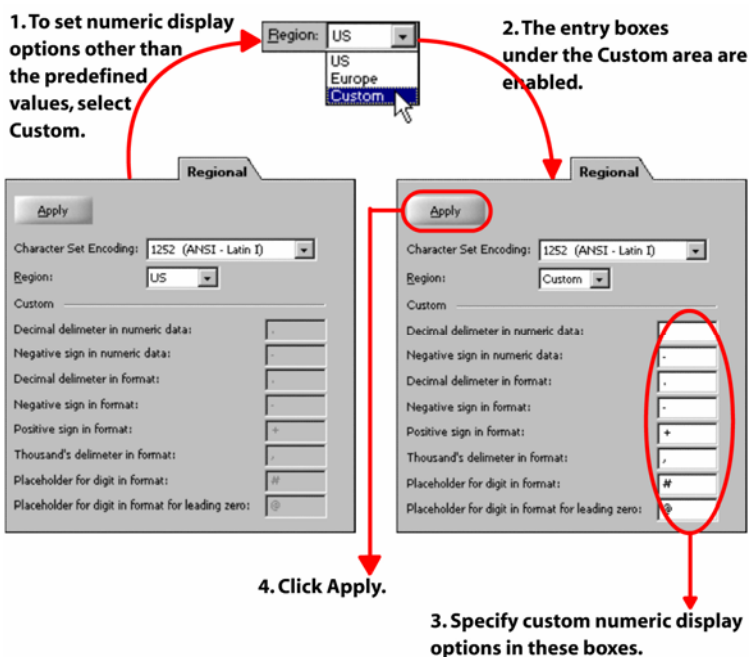 1. To set numeric display
options other than
the predefined
values, select
Custom.
Region: US
US
Europe
Custom
2. The entry boxes
under the Custom area are
enabled.
Regional
Apply
Character Set Encoding: 1252 (ANSI - Latin I)
Region: US
Custom
Decimal delimeter in numeric data: .
Negative sign in numeric data: -
Decimal delimeter in format: .
Negative sign in format: -
Positive sign in format: +
Thousand's delimeter in format: ,
Placeholder for digit in format: #
Placeholder for digit in format for leading zero: @
Regional
Apply
Character Set Encoding: 1252 (ANSI - Latin I)
Region: Custom
Custom
Decimal delimeter in numeric data:
Negative sign in numeric data: -
Decimal delimeter in format: .
Negative sign in format: -
Positive sign in format: +
Thousand's delimeter in format: ,
Placeholder for digit in format: #
Placeholder for digit in format for leading zero: @
4. Click Apply.
3. Specify custom numeric display
options in these boxes.